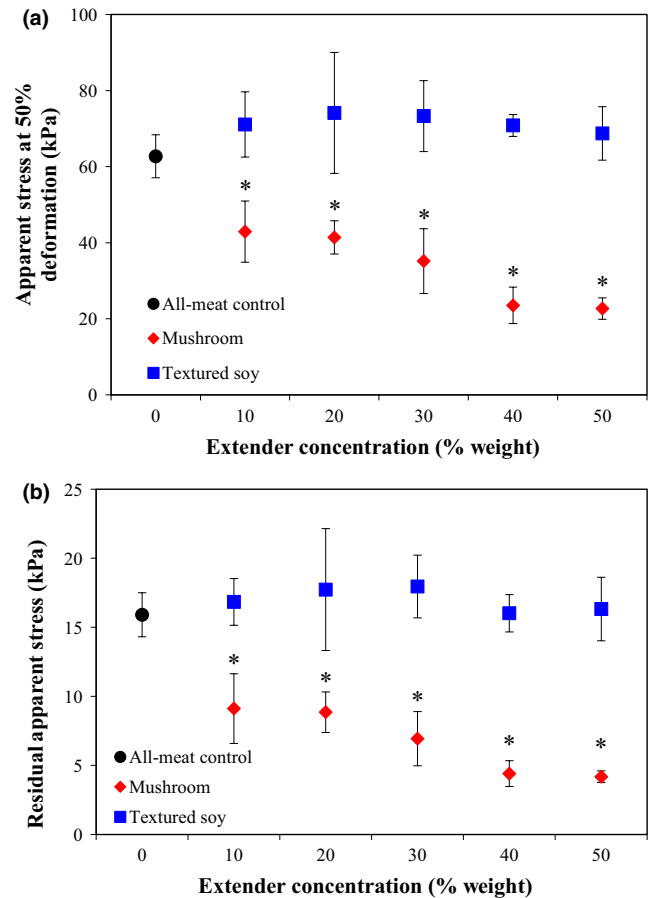 (a)
100
80
60
40
20
0
Apparent stress at 50%
deformation (kPa)
*
*
*
*
*
All-meat control
Mushroom
Textured soy
0 10 20 30 40 50
Extender concentration (% weight)
(b)
25
20
15
10
5
0
Residual apparent stress (kPa)
*
*
*
*
*
All-meat control
Mushroom
Textured soy
0 10 20 30 40 50
Extender concentration (% weight)